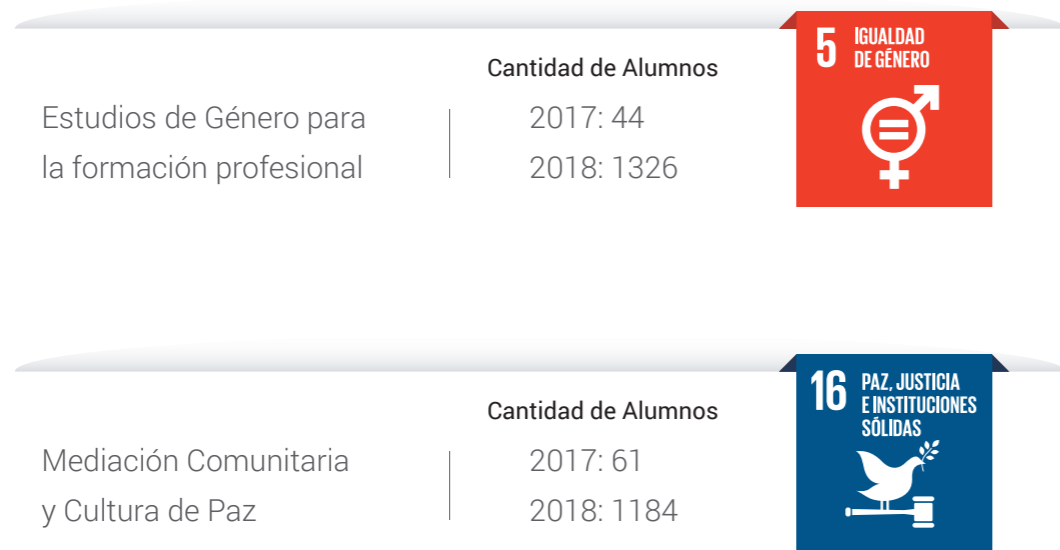 5 IGUALDAD
DE GÉNERO
Cantidad de Alumnos
Estudios de Género para
la formación profesional
2017: 44
2018: 1326
16 PAZ, JUSTICIA
E INSTITUCIONES
SÓLIDAS
Cantidad de Alumnos
Mediación Comunitaria
y Cultura de Paz
2017: 61
2018: 1184